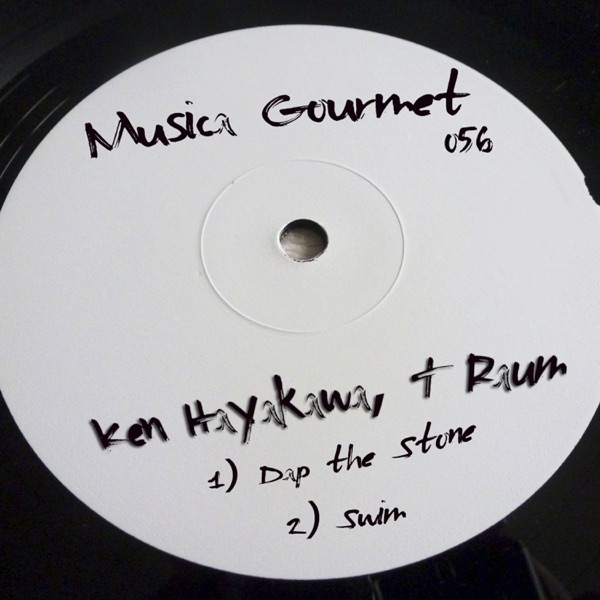 Musica Gourmet
056
Ken Hayakawa, + Raum
1) Dap the Stone
2) Swim